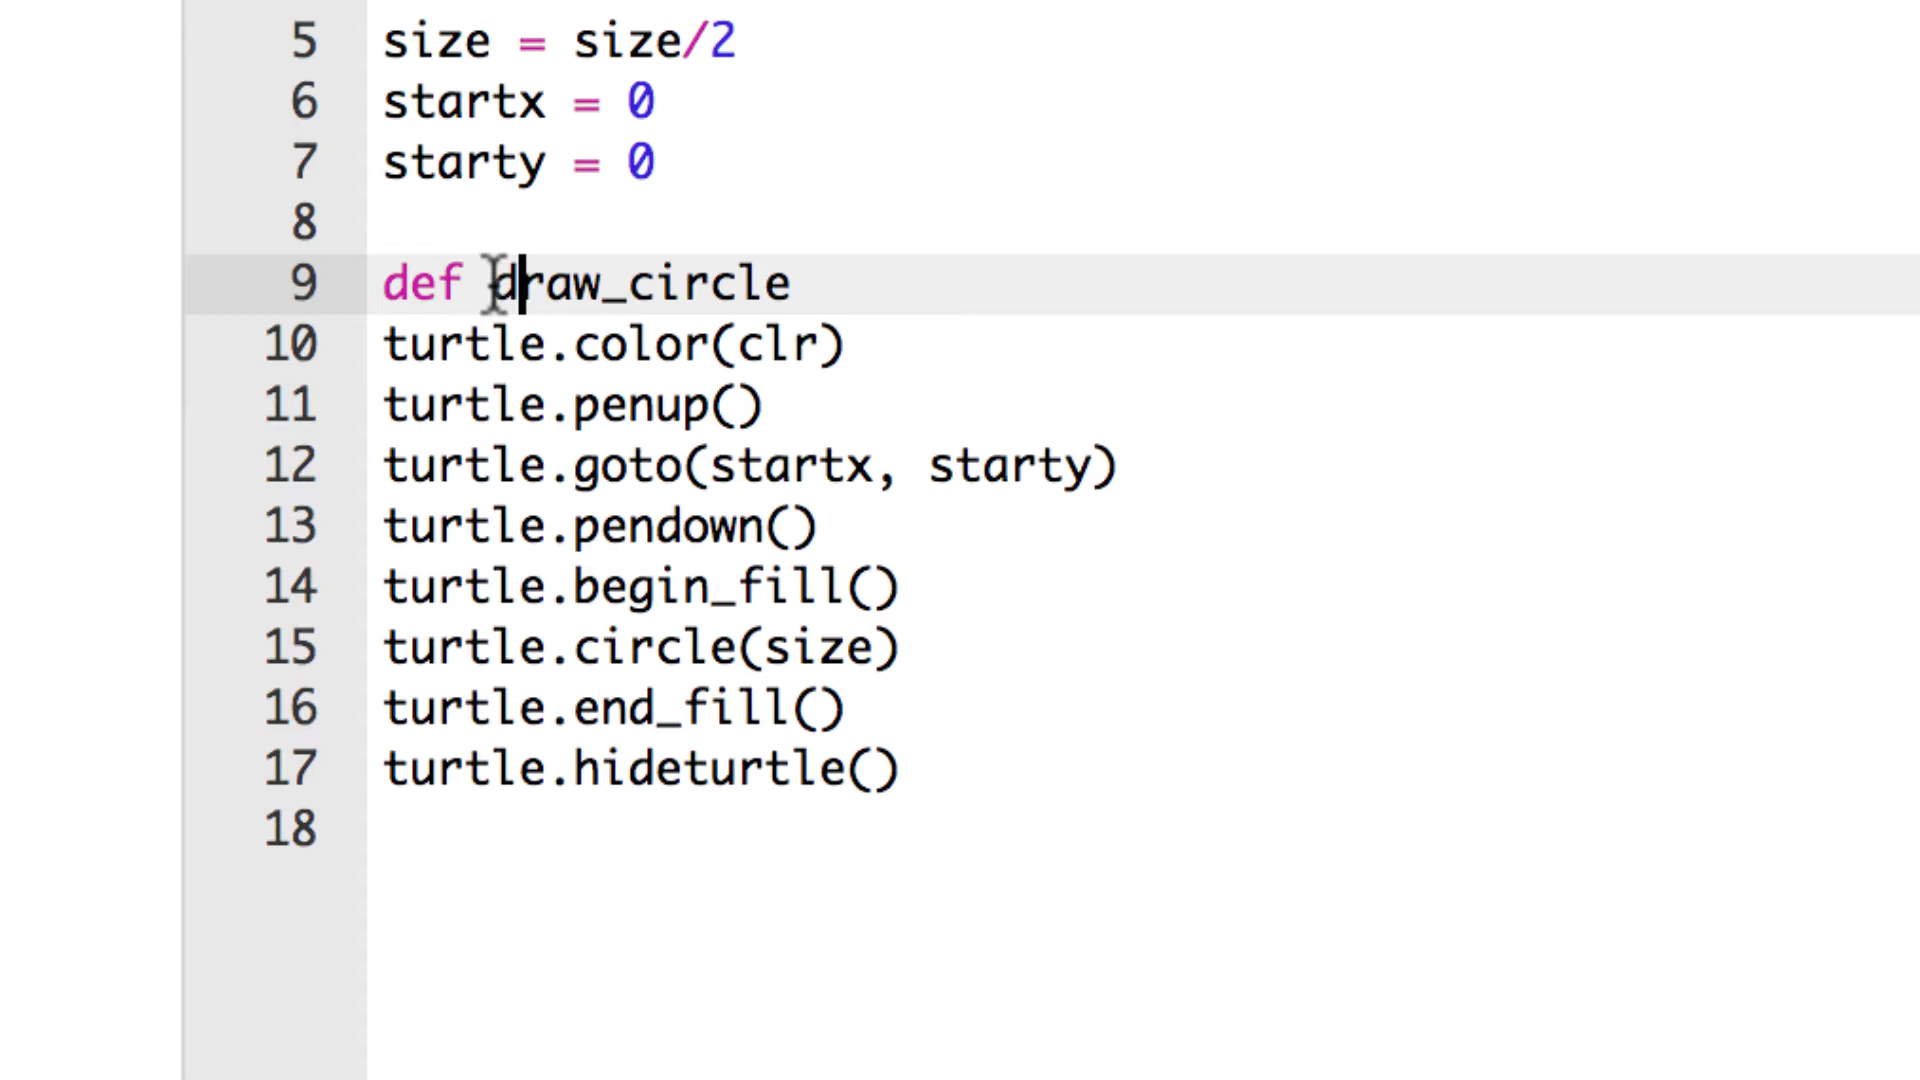 5 size = size/2
6 startx = 0
7 starty = 0
8
9 def draw_circle
10 turtle.color(clr)
11 turtle.penup()
12 turtle.goto(startx, starty)
13 turtle.pendown()
14 turtle.begin_fill()
15 turtle.circle(size)
16 turtle.end_fill()
17 turtle.hideturtle()
18